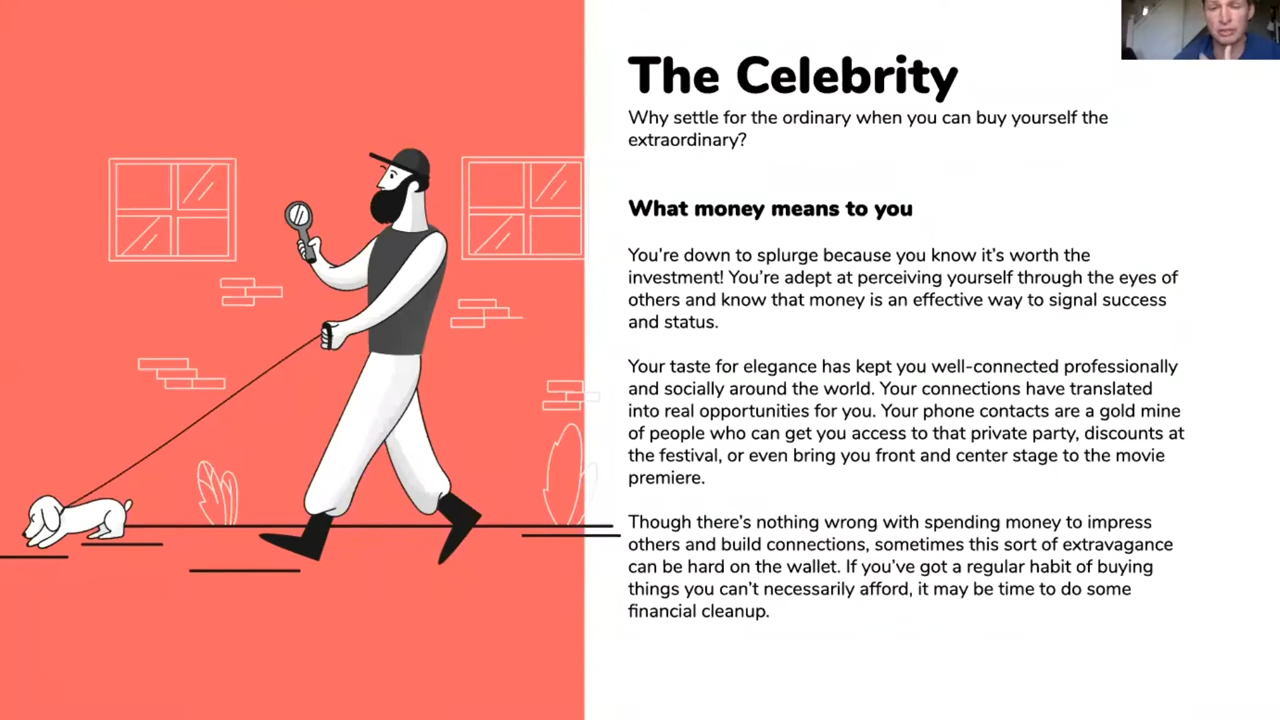 The Celebrity
Why settle for the ordinary when you can buy yourself the
extraordinary?
What money means to you
You're down to splurge because you know it's worth the
investment! You're adept at perceiving yourself through the eyes of
others and know that money is an effective way to signal success
and status.
Your taste for elegance has kept you well-connected professionally
and socially around the world. Your connections have translated
into real opportunities for you. Your phone contacts are a gold mine
of people who can get you access to that private party, discounts at
the festival, or even bring you front and center stage to the movie
premiere.
Though there's nothing wrong with spending money to impress
others and build connections, sometimes this sort of extravagance
can be hard on the wallet. If you've got a regular habit of buying
things you can't necessarily afford, it may be time to do some
financial cleanup.